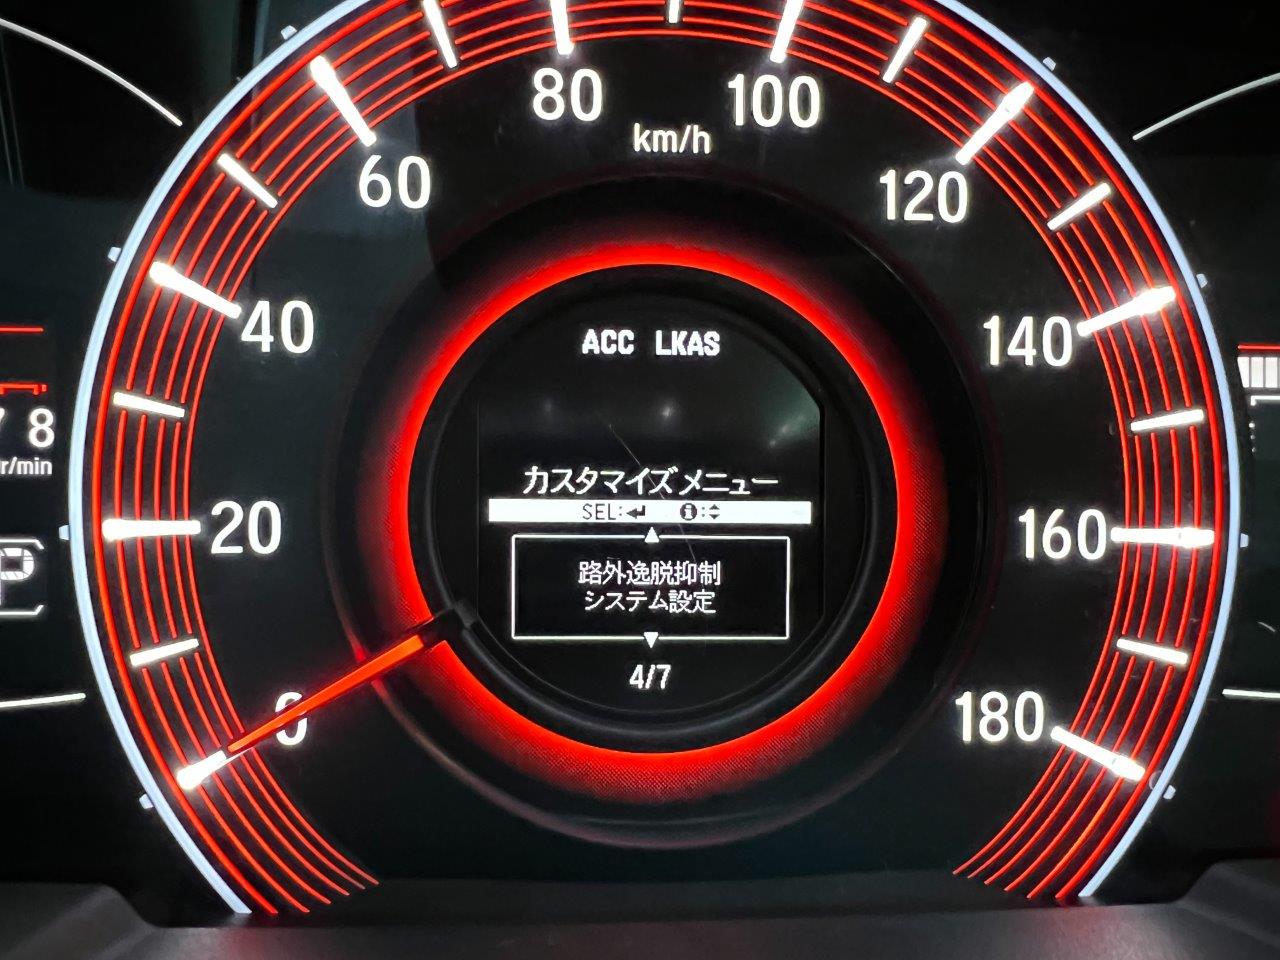 80
100
km/h
60
120
40
140
ACC LKAS
カスタマイズメニュー
SEL:
20
160
路外逸脱抑制
システム設定
4/7
0
180
8
r/min
P